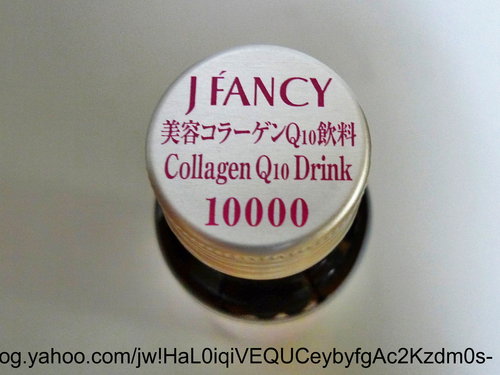 J FANCY
美容コラーゲンQ10飲料
Collagen Q10 Drink
10000
og.yahoo.com/jw!HaL0iqiVEQUCeybyfgAc2Kzdm0s-